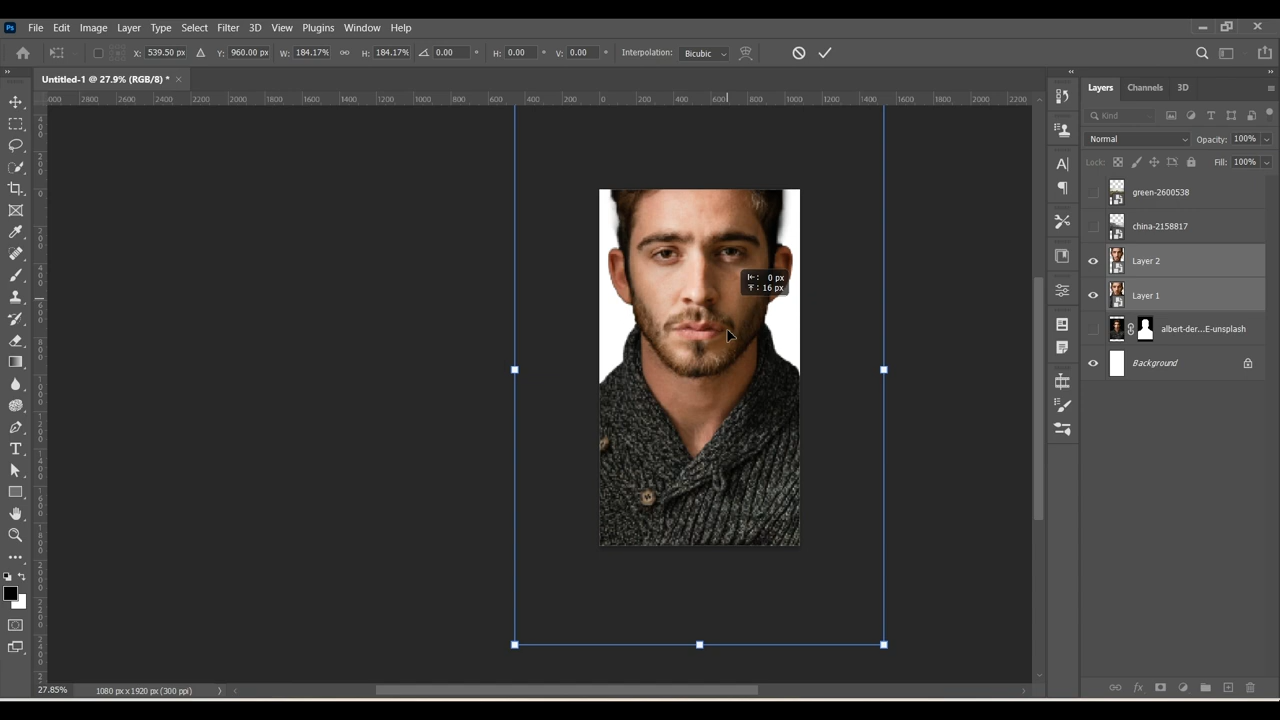 Ps File Edit Image Layer Type Select Filter 3D View Plugins Window Help
X: 539.50 px Y: 960.00 px W: 184.17% H: 184.17% 0.00 ° H: 0.00 ° V: 0.00 ° Interpolation: Bicubic
Untitled-1 @ 27.9% (RGB/8) * ×
2800 2600 2400 2200 2000 1800 1600 1400 1200 1000 800 600 400 200 0 200 400 600 800 1000 1200 1400 1600 1800 2000 2200
Layers Channels 3D
Kind
Normal Opacity: 100%
Lock: Fill: 100%
green-2600538
china-2158817
Layer 2
0 px
16 px
Layer 1
albert-der...E-unsplash
Background
27.85% 1080 px x 1920 px (300 ppi)